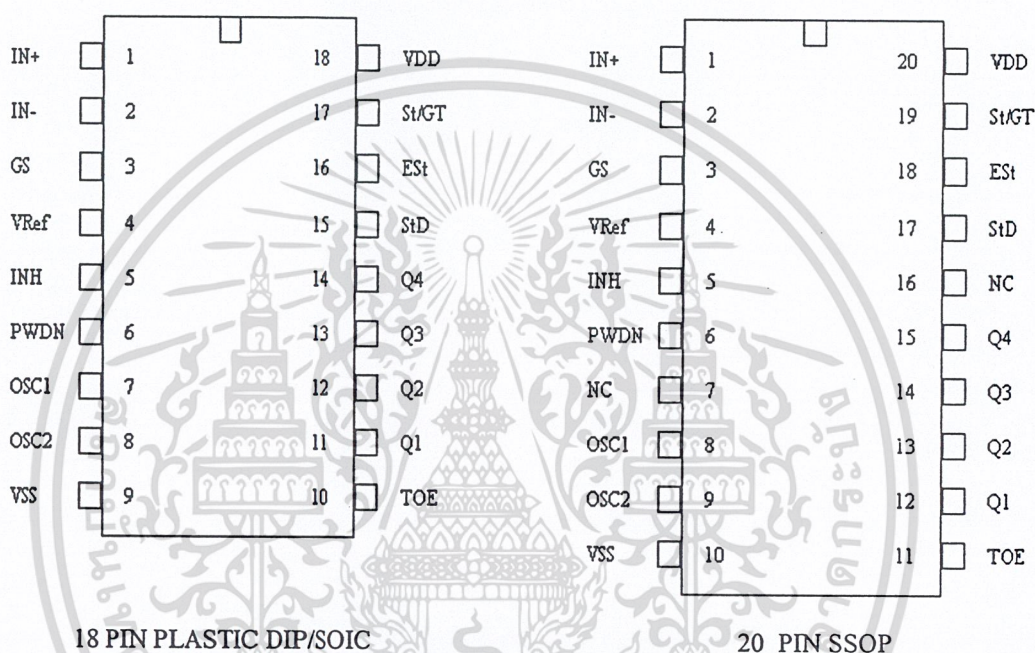 IN+ 1 18 VDD
IN- 2 17 St/GT
GS 3 16 ESt
VRef 4 15 StD
INH 5 14 Q4
PWDN 6 13 Q3
OSC1 7 12 Q2
OSC2 8 11 Q1
VSS 9 10 TOE
18 PIN PLASTIC DIP/SOIC
IN+ 1 20 VDD
IN- 2 19 St/GT
GS 3 18 ESt
VRef 4 17 StD
INH 5 16 NC
PWDN 6 15 Q4
NC 7 14 Q3
OSC1 8 13 Q2
OSC2 9 12 Q1
VSS 10 11 TOE
20 PIN SSOP